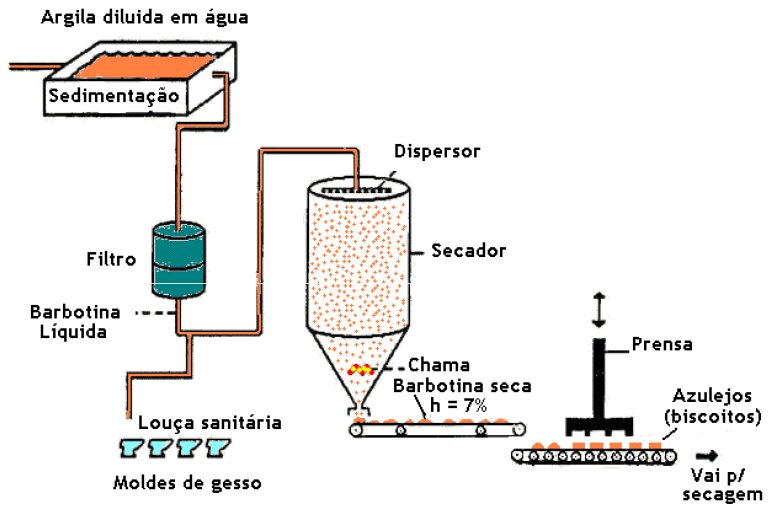 Argila diluida em água
Sedimentação
Dispersor
Secador
Filtro
Barbotina
Líquida
Chama
Barbotina seca
h = 7%
Prensa
Azulejos
(biscoitos)
Louça sanitária
Moldes de gesso
Vai p/
secagem